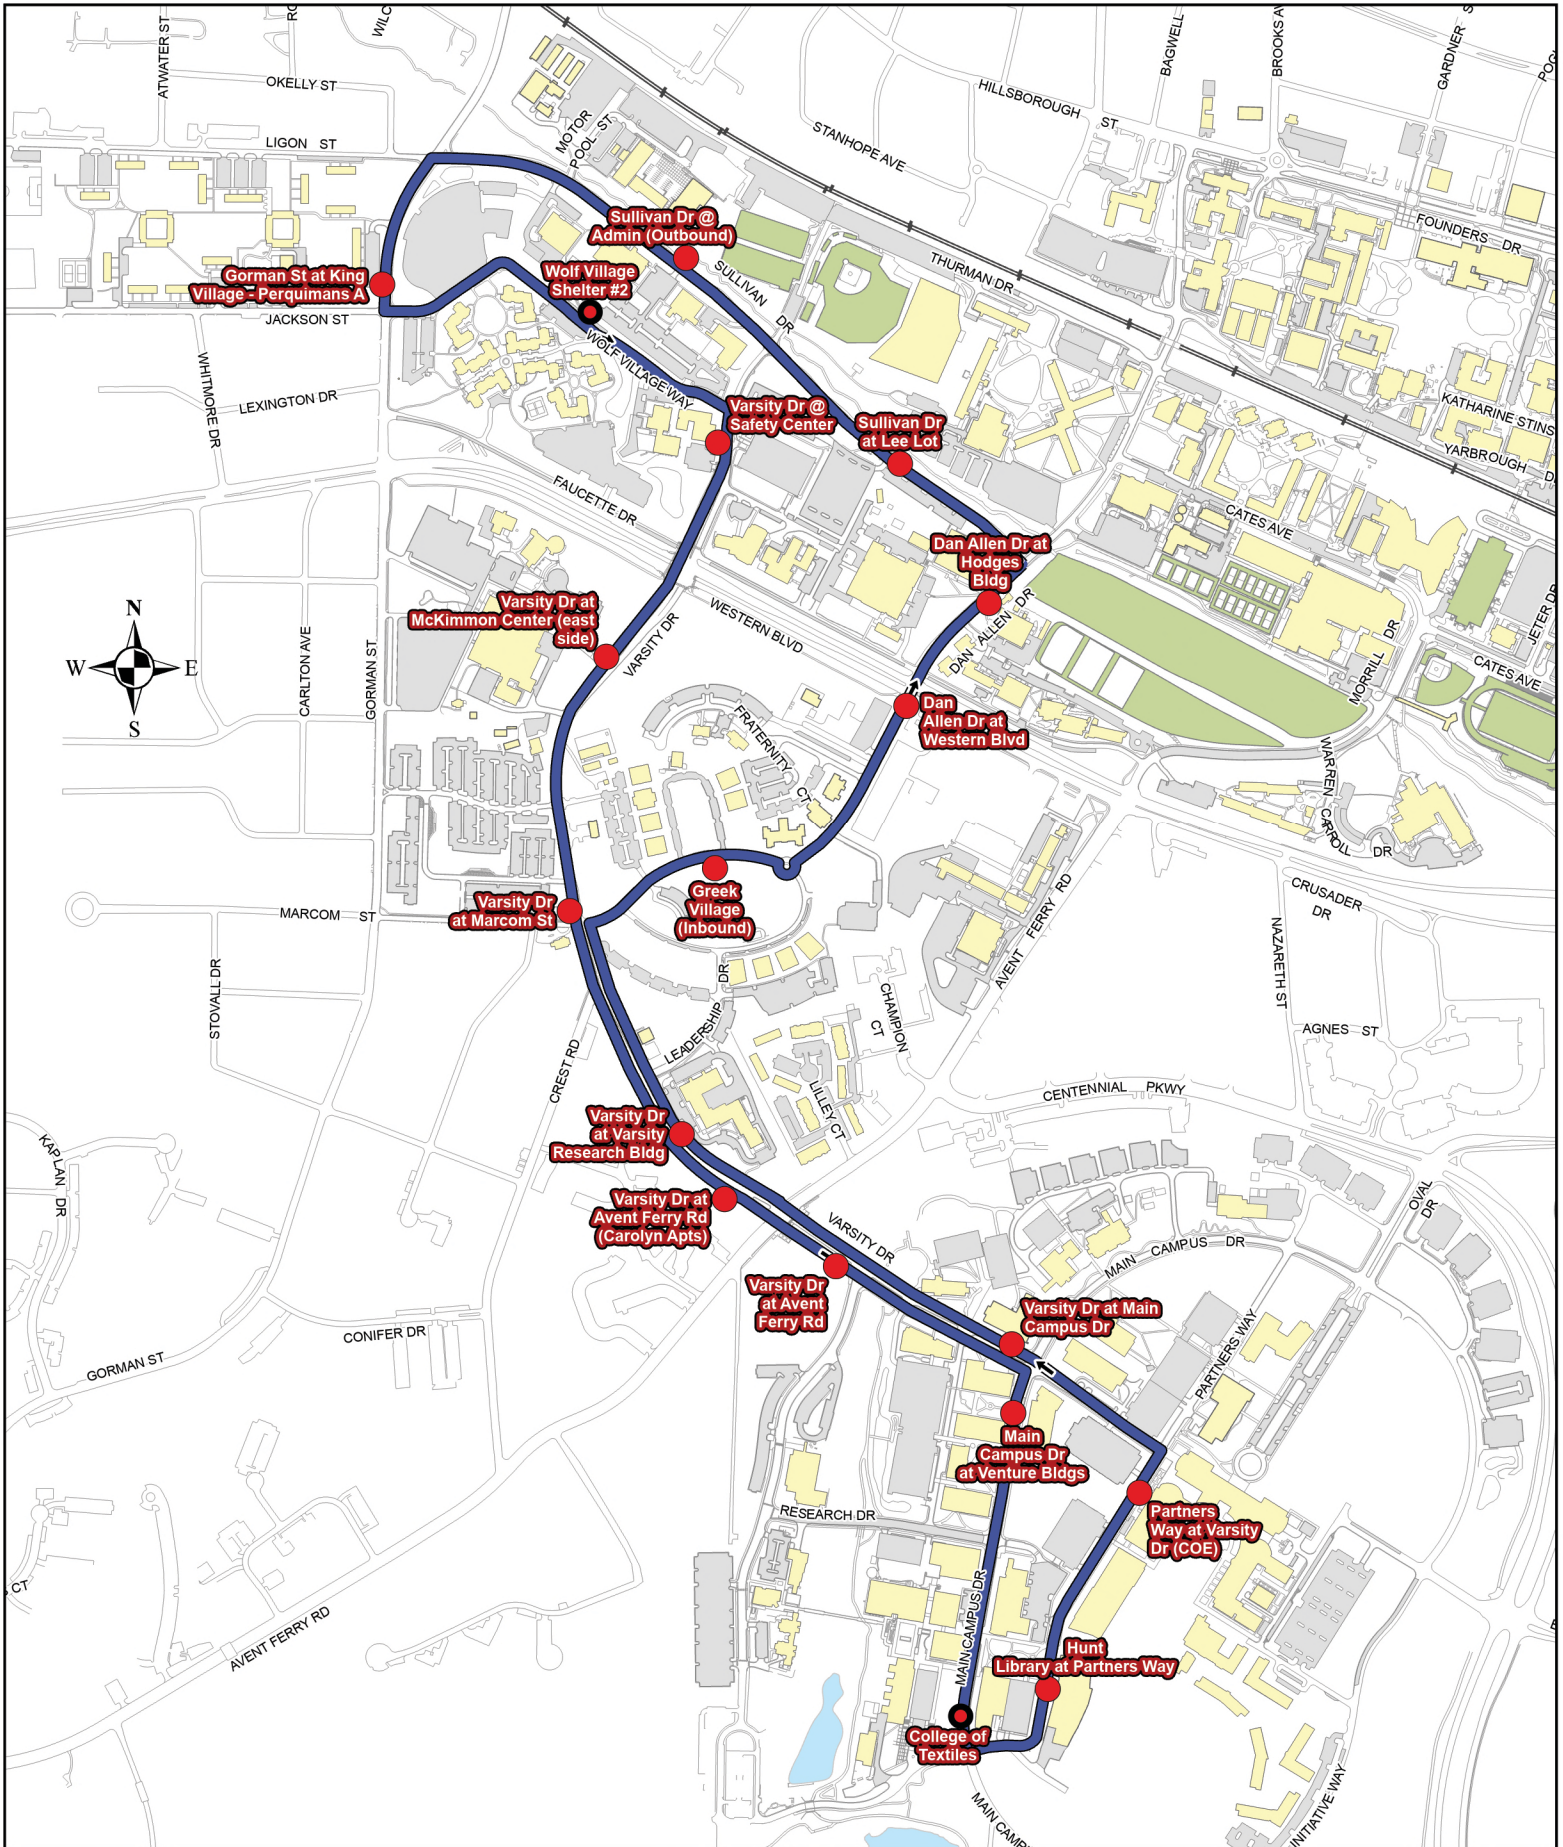 ATWATER ST
WILC
BAGWELL
BROOKS AV
GARDNER S
OKELLY ST
HILLSBOROUGH ST
LIGON ST
MOTOR
POOL ST
STANHOPE AVE
Sullivan Dr @
Admin (Outbound)
FOUNDERS DR
THURMAN DR
SULLIVAN DR
Gorman St at King
Village - Perquimans A
Wolf Village
Shelter #2
JACKSON ST
WOLF VILLAGE WAY
WHITMORE DR
LEXINGTON DR
Varsity Dr @
Safety Center
Sullivan Dr
at Lee Lot
KATHARINE STINS
YARBROUGH D
FAUCETTE DR
CATES AVE
Dan Allen Dr at
Hodges
Bldg
Varsity Dr at
McKimmon Center (east
side)
VARSITY DR
WESTERN BLVD
DAN ALLEN DR
JETER DR
MORRILL DR
CATES AVE
N
W
E
S
CARLTON AVE
GORMAN ST
Dan
Allen Dr at
Western Blvd
FRATERNITY CT
WARREN CARROLL DR
Greek
Village
(Inbound)
Varsity Dr
at Marcom St
MARCOM ST
CRUSADER
DR
AVENT FERRY RD
NAZARETH ST
STOVALL DR
LEADERSHIP DR
CHAMPION
CT
AGNES ST
CREST RD
LILLEY CT
CENTENNIAL PKWY
KAPLAN DR
Varsity Dr
at Varsity
Research Bldg
Varsity Dr at
Avent Ferry Rd
(Carolyn Apts)
VARSITY DR
OVAL
DR
MAIN CAMPUS DR
Varsity Dr
at Avent
Ferry Rd
Varsity Dr at Main
Campus Dr
CONIFER DR
GORMAN ST
PARTNERS WAY
Main
Campus Dr
at Venture Bldgs
RESEARCH DR
Partners
Way at Varsity
Dr (COE)
CT
AVENT FERRY RD
MAIN CAMPUS DR
Hunt
Library at Partners Way
College of
Textiles
MAIN CAMP
INITIATIVE WAY